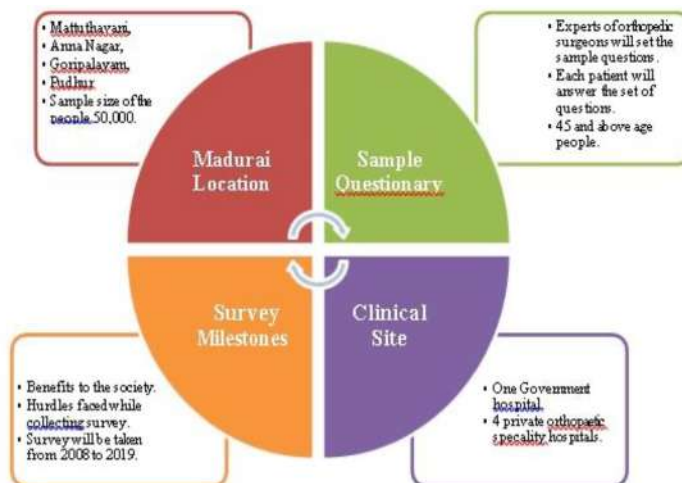 Mattuthavani,
Anna Nagar,
Goripalayam,
Pudhur
Sample size of the
people 50,000.
Experts of orthopedic
surgeons will set the
sample questions.
Each patient will
answer the set of
questions.
45 and above age
people.
Madurai
Location
Sample
Questionary
Survey
Milestones
Clinical
Site
Benefits to the society.
Hurdles faced while
collecting survey.
Survey will be taken
from 2008 to 2019.
One Government
hospital.
4 private orthopaetic
specality hospitals.